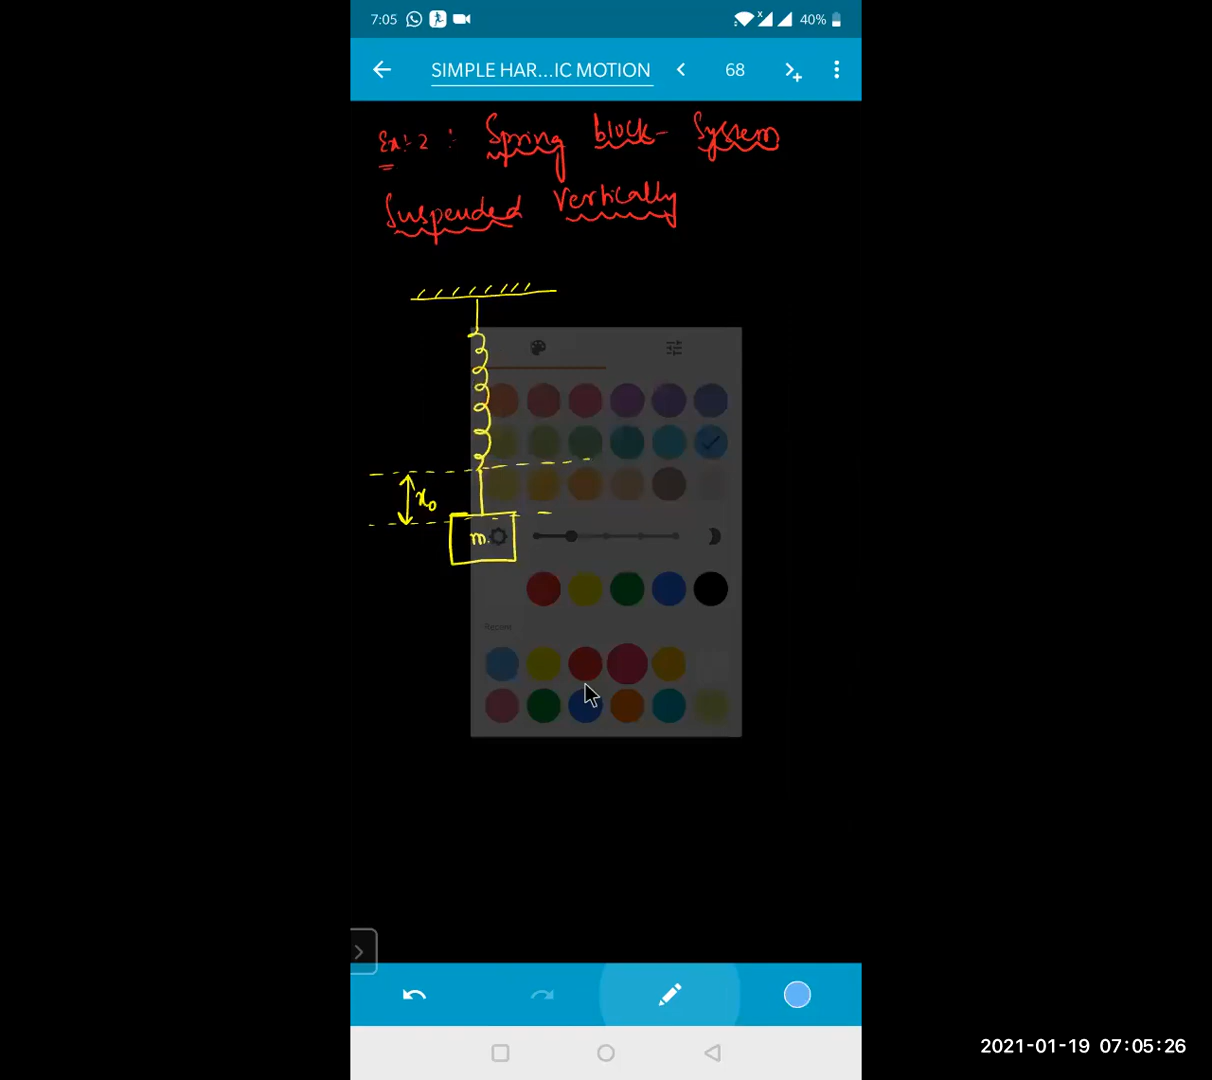 7:05
40%
SIMPLE HAR...IC MOTION
68
Ex:- 2 : Spring block- System
Suspended Vertically
x₀
m
Recent
2021-01-19 07:05:26